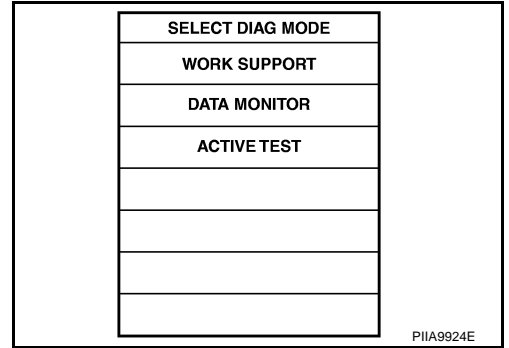 SELECT DIAG MODE
WORK SUPPORT
DATA MONITOR
ACTIVE TEST
PIIA9924E